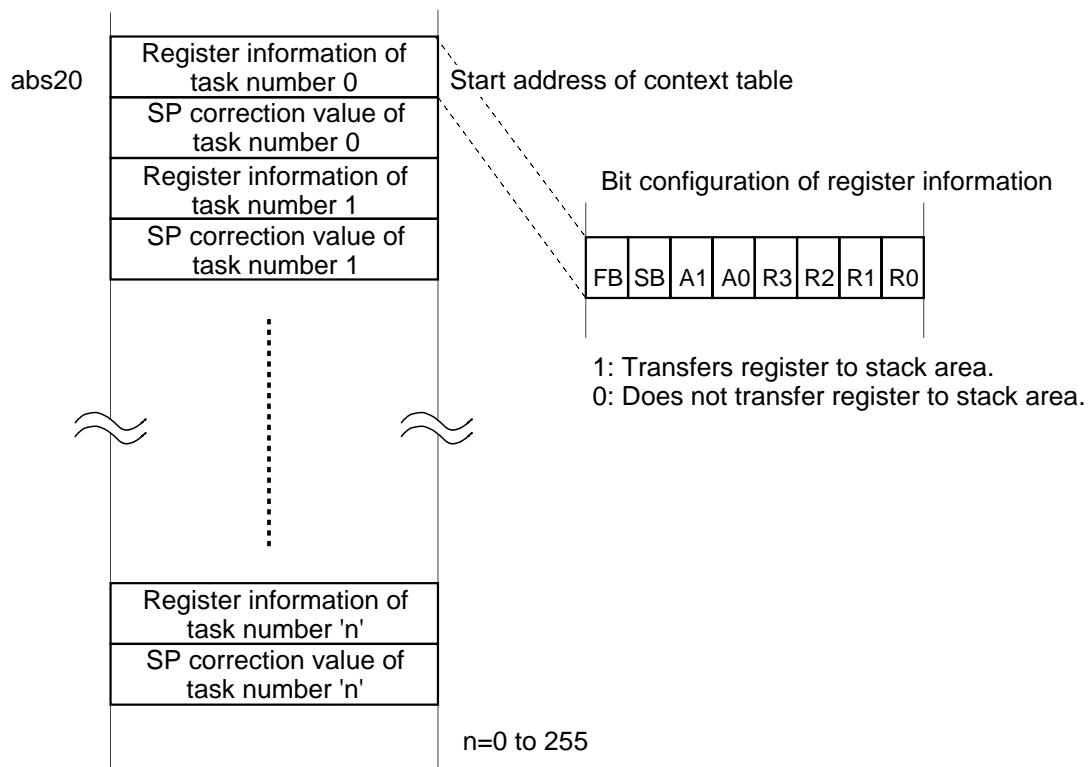 abs20
Register information of
task number 0
Start address of context table
SP correction value of
task number 0
Register information of
task number 1
SP correction value of
task number 1
Bit configuration of register information
FB SB A1 A0 R3 R2 R1 R0
1: Transfers register to stack area.
0: Does not transfer register to stack area.
Register information of
task number 'n'
SP correction value of
task number 'n'
n=0 to 255